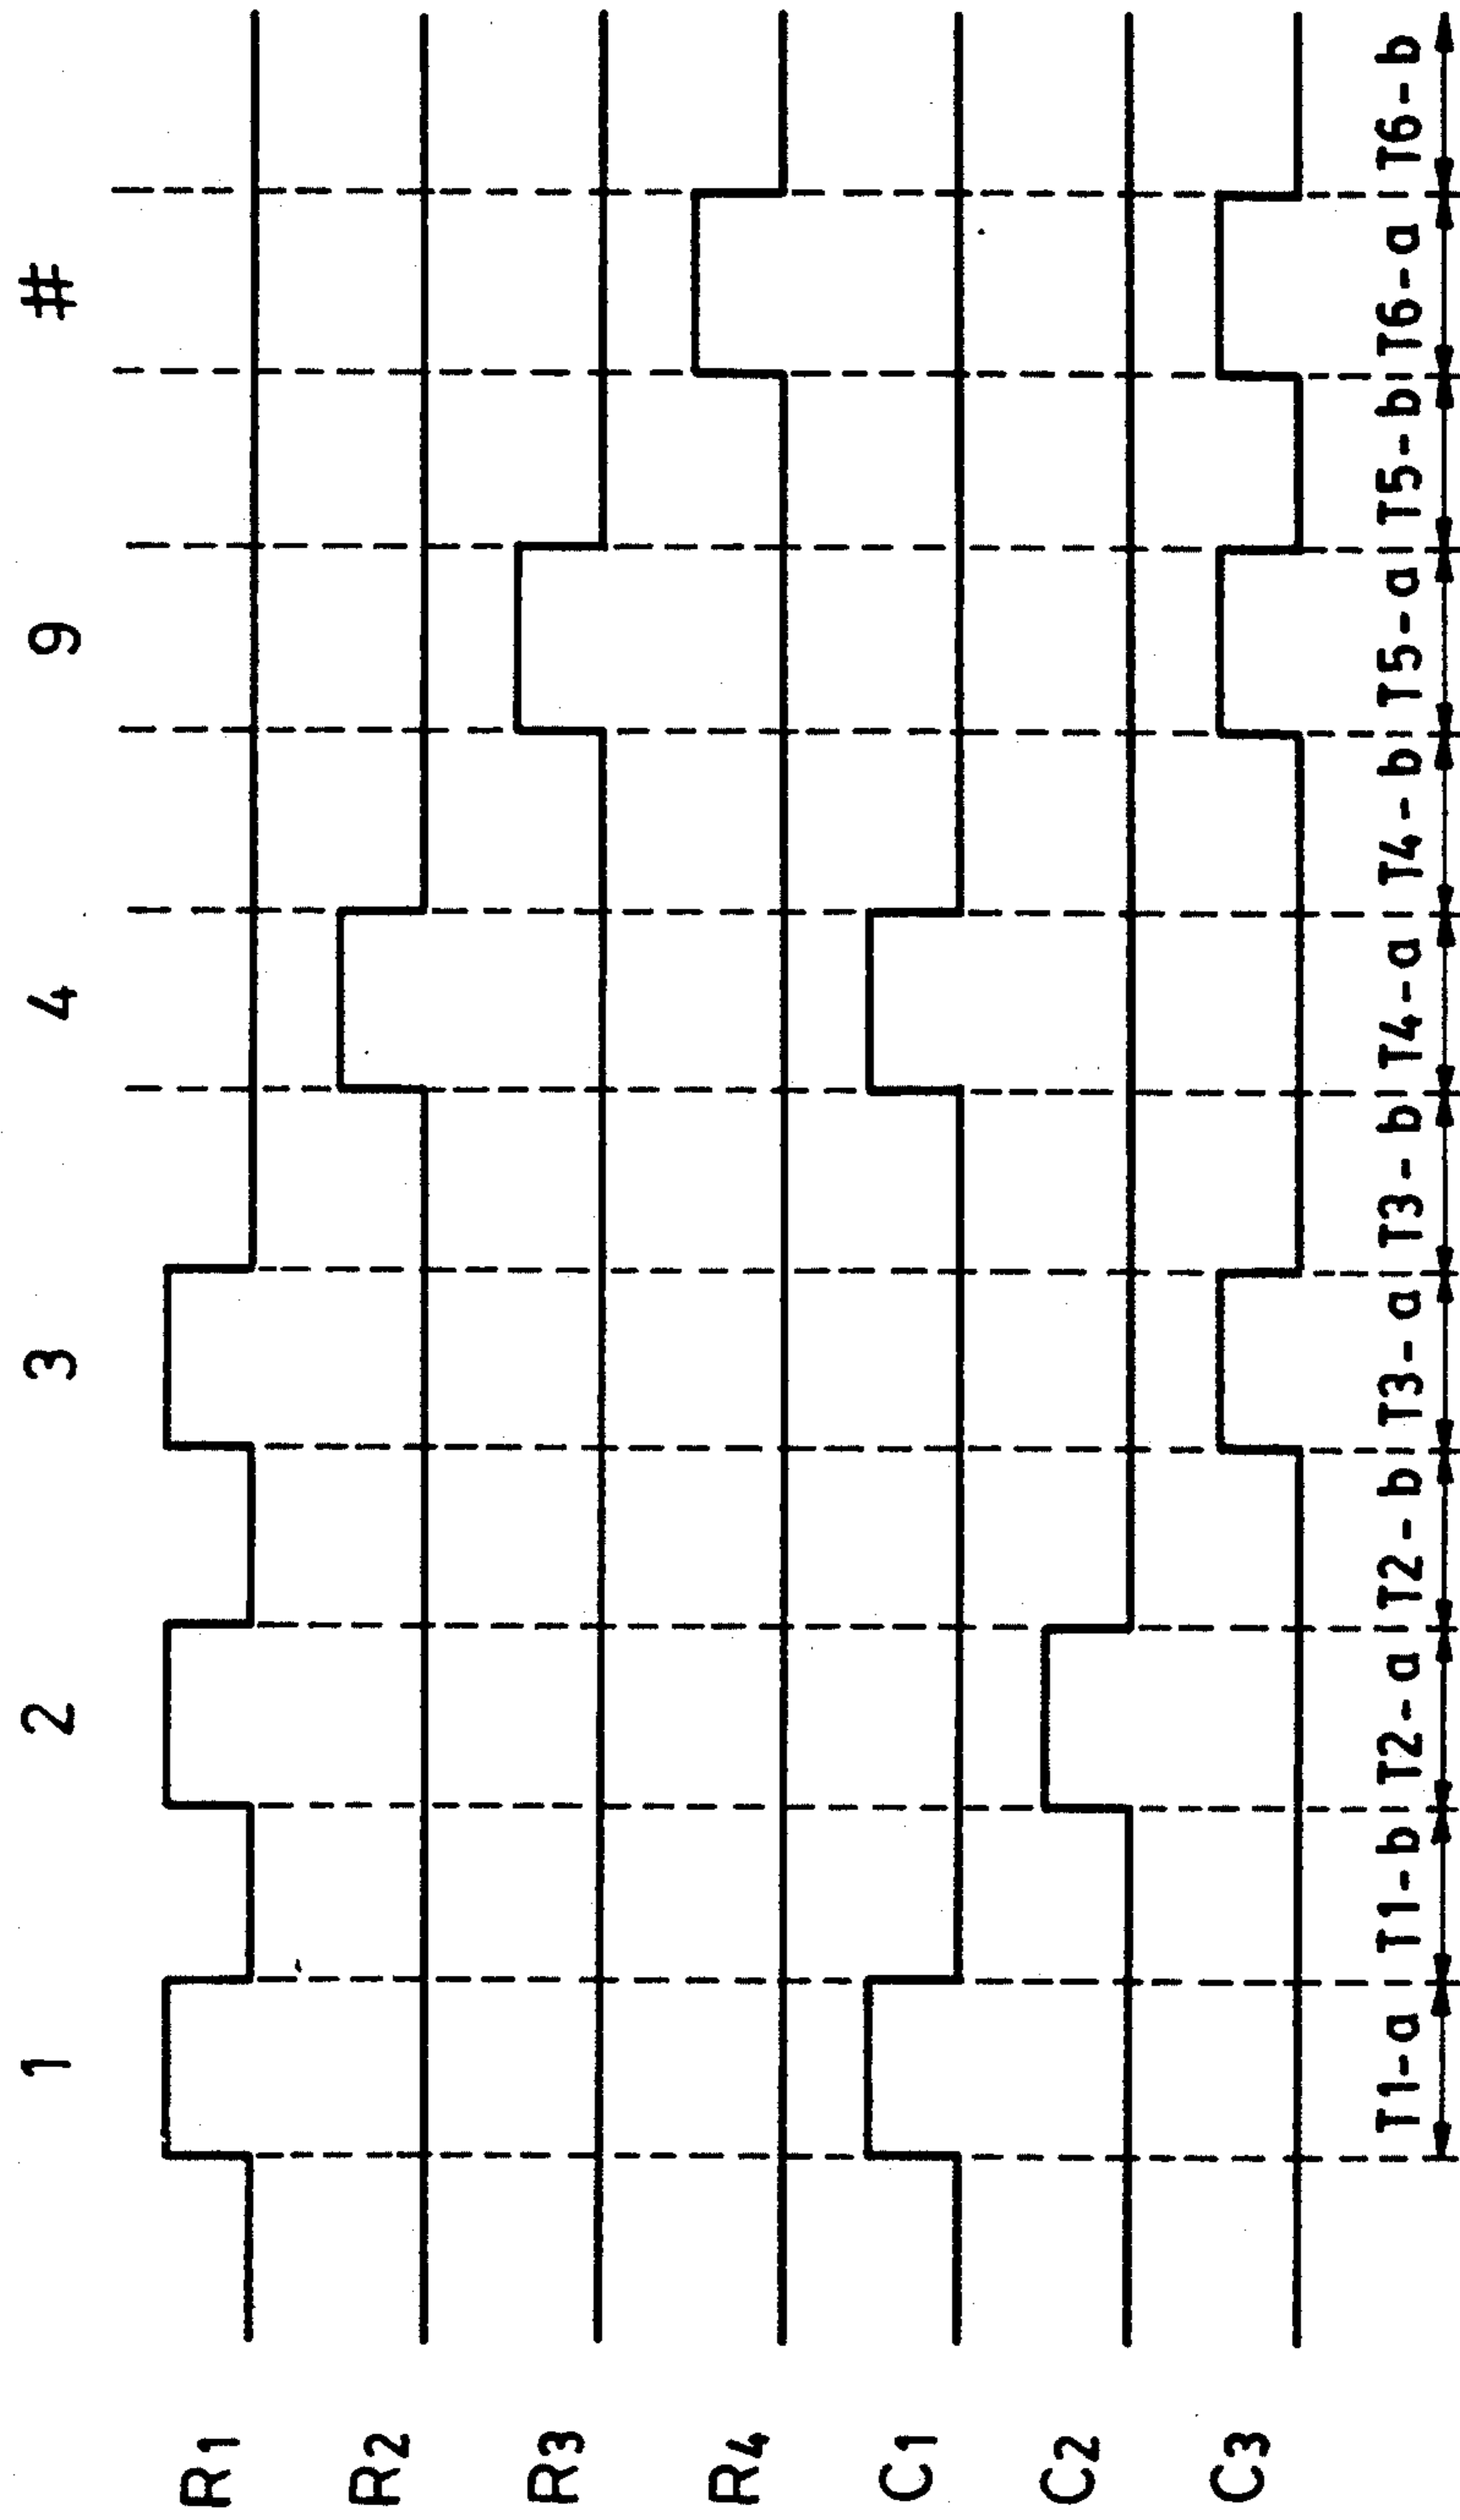 1 2 3 4 9 #
R1
R2
R3
R4
C1
C2
C3
T1-a T1-b T2-a T2-b T3-a T3-b T4-a T4-b T5-a T5-b T6-a T6-b